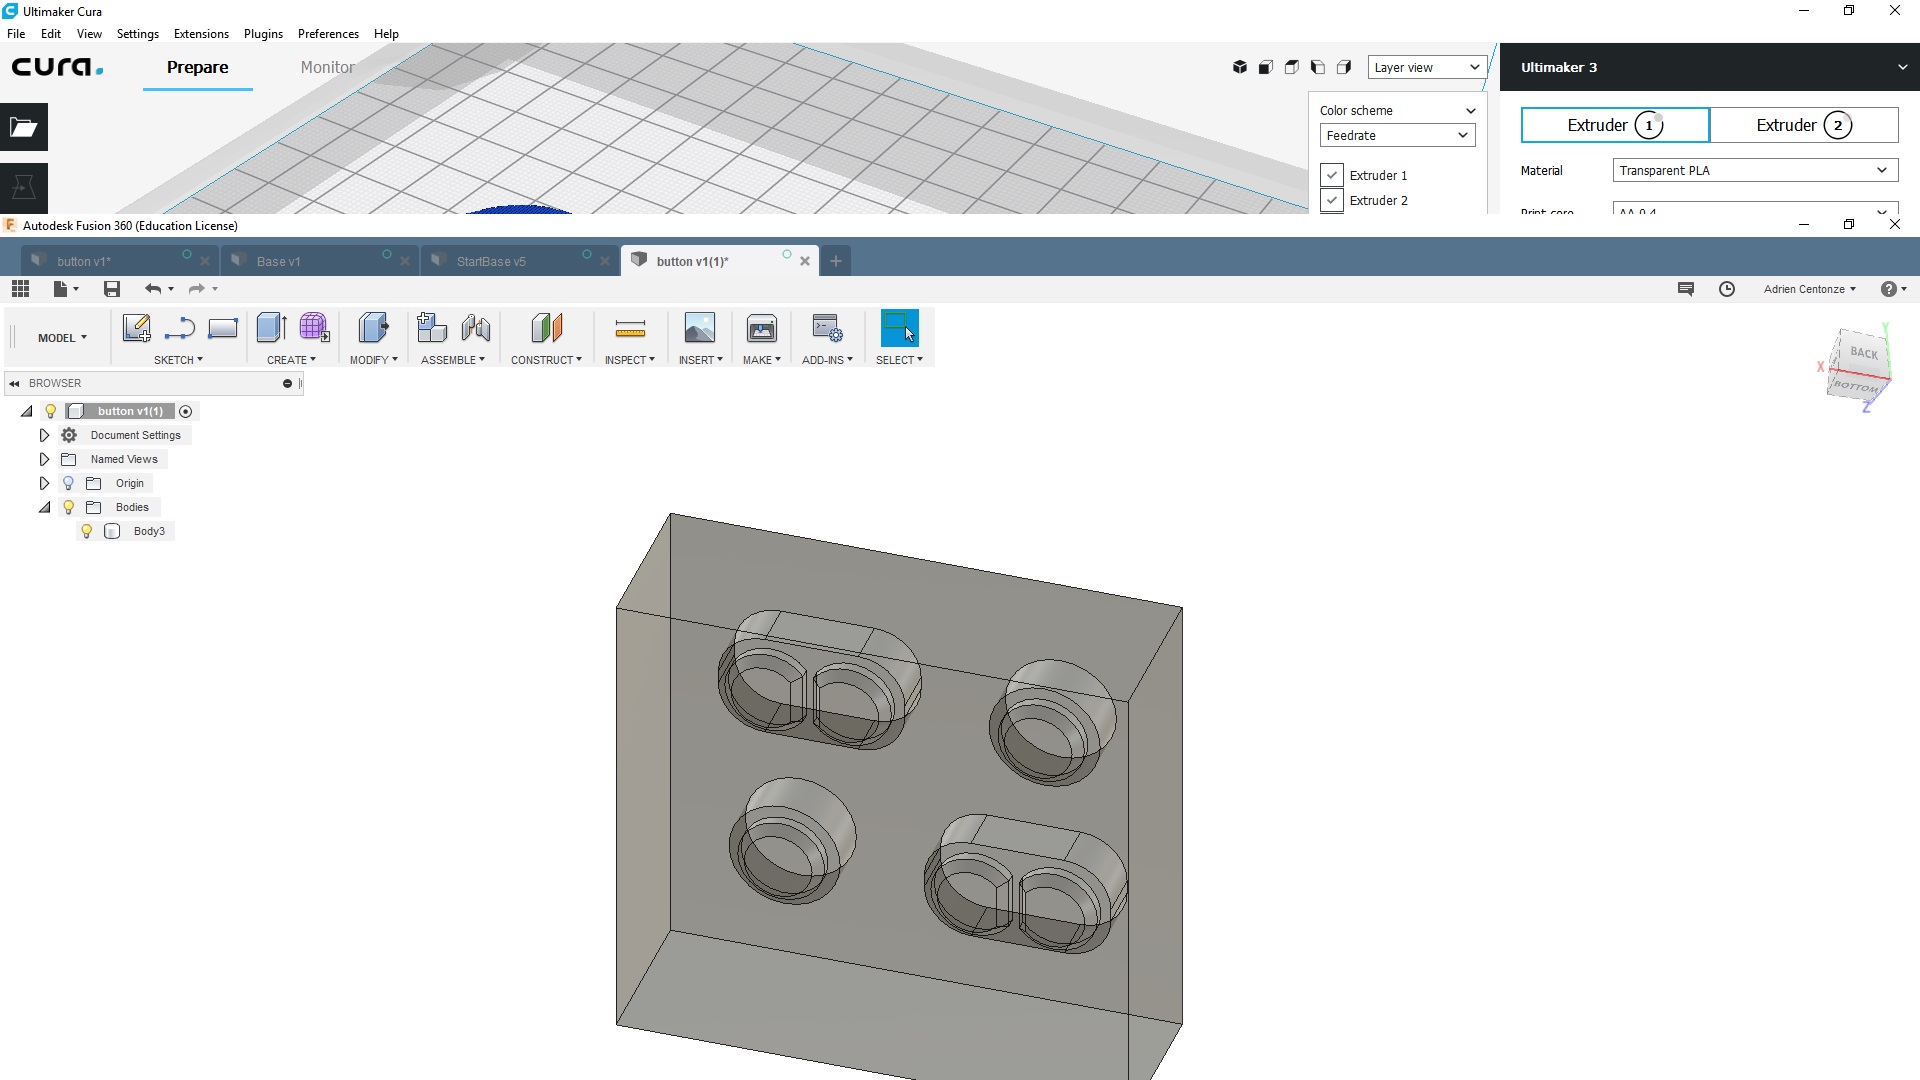 Ultimaker Cura
File Edit View Settings Extensions Plugins Preferences Help
cura. Prepare Monitor Layer view Ultimaker 3
Color scheme
Feedrate
Extruder 1 Extruder 2
Extruder 1
Extruder 2
Material Transparent PLA
Print core AA 0.4
Autodesk Fusion 360 (Education License)
button v1* Base v1 StartBase v5 button v1(1)* +
Adrien Centonze
MODEL
SKETCH CREATE MODIFY ASSEMBLE CONSTRUCT INSPECT INSERT MAKE ADD-INS SELECT
BROWSER
button v1(1)
Document Settings
Named Views
Origin
Bodies
Body3
Y
X
Z
BACK
BOTTOM